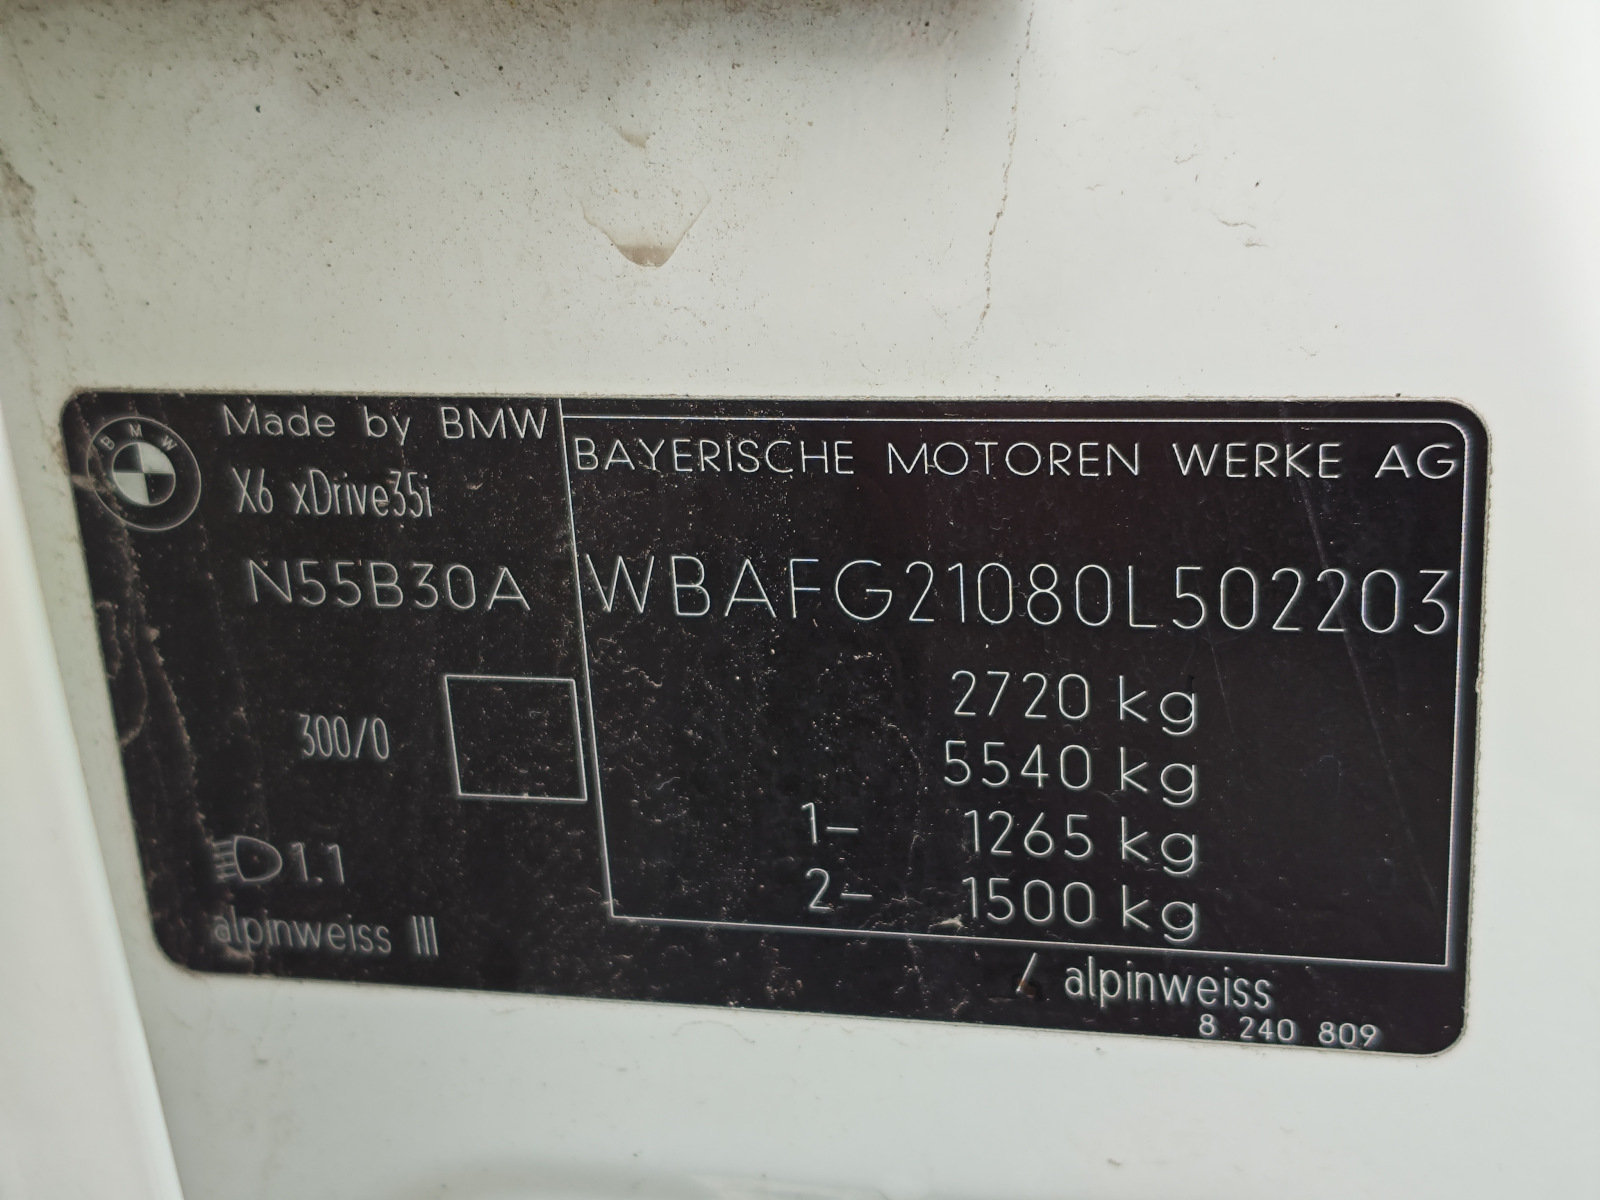 BMW
Made by BMW
X6 xDrive35i
N55B30A
300/0
1.1
alpinweiss III
BAYERISCHE MOTOREN WERKE AG
WBAFG21080L502203
2720 kg
5540 kg
1– 1265 kg
2– 1500 kg
/ alpinweiss
8 240 809